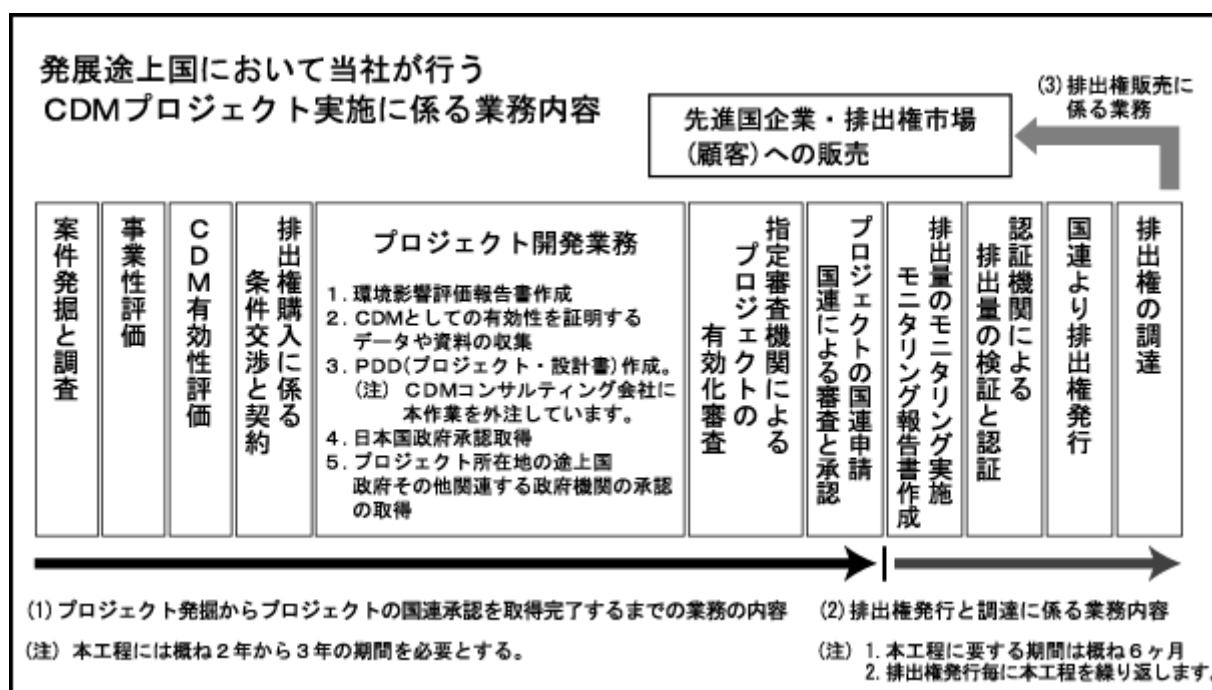 発展途上国において当社が行う
CDMプロジェクト実施に係る業務内容
(3)排出権販売に
係る業務
先進国企業・排出権市場
(顧客)への販売
案件発掘と調査
事業性評価
CDM有効性評価
排出権購入に係る
条件交渉と契約
プロジェクト開発業務
1. 環境影響評価報告書作成
2. CDMとしての有効性を証明する
データや資料の収集
3. PDD(プロジェクト・設計書)作成。
(注) CDMコンサルティング会社に
本作業を外注しています。
4. 日本国政府承認取得
5. プロジェクト所在地の途上国
政府その他関連する政府機関の承認
の取得
指定審査機関による
プロジェクトの
有効化審査
プロジェクトの国連申請
国連による審査と承認
排出量のモニタリング実施
モニタリング報告書作成
認証機関による
排出量の検証と認証
国連より排出権発行
排出権の調達
(1)プロジェクト発掘からプロジェクトの国連承認を取得完了するまでの業務の内容
(注) 本工程には概ね2年から3年の期間を必要とする。
(2)排出権発行と調達に係る業務内容
(注) 1. 本工程に要する期間は概ね6ヶ月
2. 排出権発行毎に本工程を繰り返します。